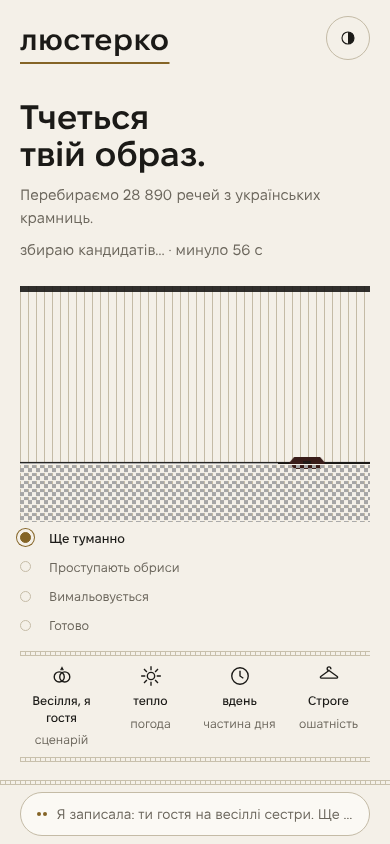 люстерко
Тчеться
твій образ.
Перебираємо 28 890 речей з українських
крамниць.
збираю кандидатів… · минуло 56 с
Ще туманно
Проступають обриси
Вимальовується
Готово
Весілля, я гостя
сценарій
тепло
погода
вдень
частина дня
Строге
ошатність
Я записала: ти гостя на весіллі сестри. Ще …